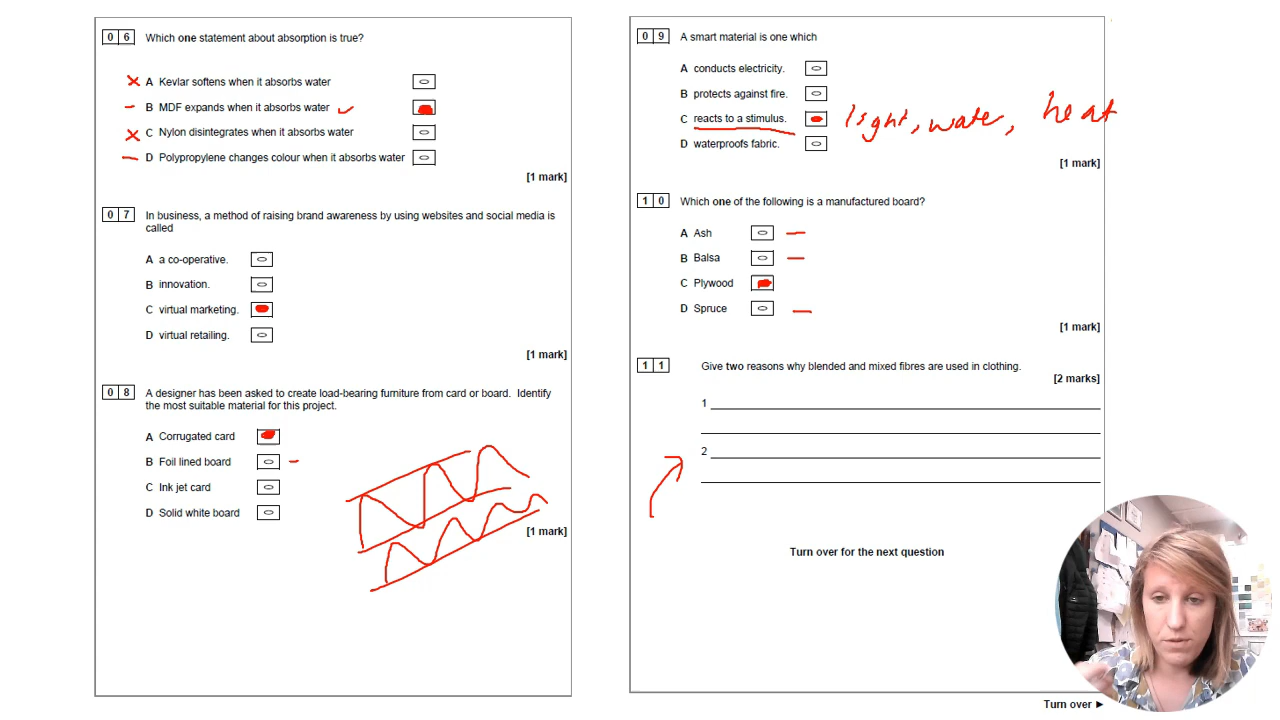 0 6 Which one statement about absorption is true?
A Kevlar softens when it absorbs water
B MDF expands when it absorbs water
C Nylon disintegrates when it absorbs water
D Polypropylene changes colour when it absorbs water
[1 mark]
0 7 In business, a method of raising brand awareness by using websites and social media is
called
A a co-operative.
B innovation.
C virtual marketing.
D virtual retailing.
[1 mark]
0 8 A designer has been asked to create load-bearing furniture from card or board. Identify
the most suitable material for this project.
A Corrugated card
B Foil lined board
C Ink jet card
D Solid white board
[1 mark]
0 9 A smart material is one which
A conducts electricity.
B protects against fire.
C reacts to a stimulus. light, water, heat
D waterproofs fabric.
[1 mark]
1 0 Which one of the following is a manufactured board?
A Ash
B Balsa
C Plywood
D Spruce
[1 mark]
1 1 Give two reasons why blended and mixed fibres are used in clothing.
[2 marks]
1
2
Turn over for the next question
Turn over ►